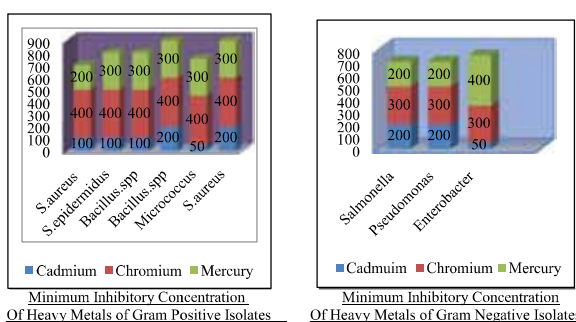 900
800
700
600
500
400
300
200
100
0
200 300 300 300 300 300
400 400 400 400 400 400
100 100 100 200 50 200
S.aureus
S.epidermidus
Bacillus.spp
Bacillus.spp
Micrococcus
S.aureus
Cadmium Chromium Mercury
Minimum Inhibitory Concentration
Of Heavy Metals of Gram Positive Isolates
800
700
600
500
400
300
200
100
0
200 200 400
300 300 300
200 200 50
Salmonella
Pseudomonas
Enterobacter
Cadmuim Chromium Mercury
Minimum Inhibitory Concentration
Of Heavy Metals of Gram Negative Isolates